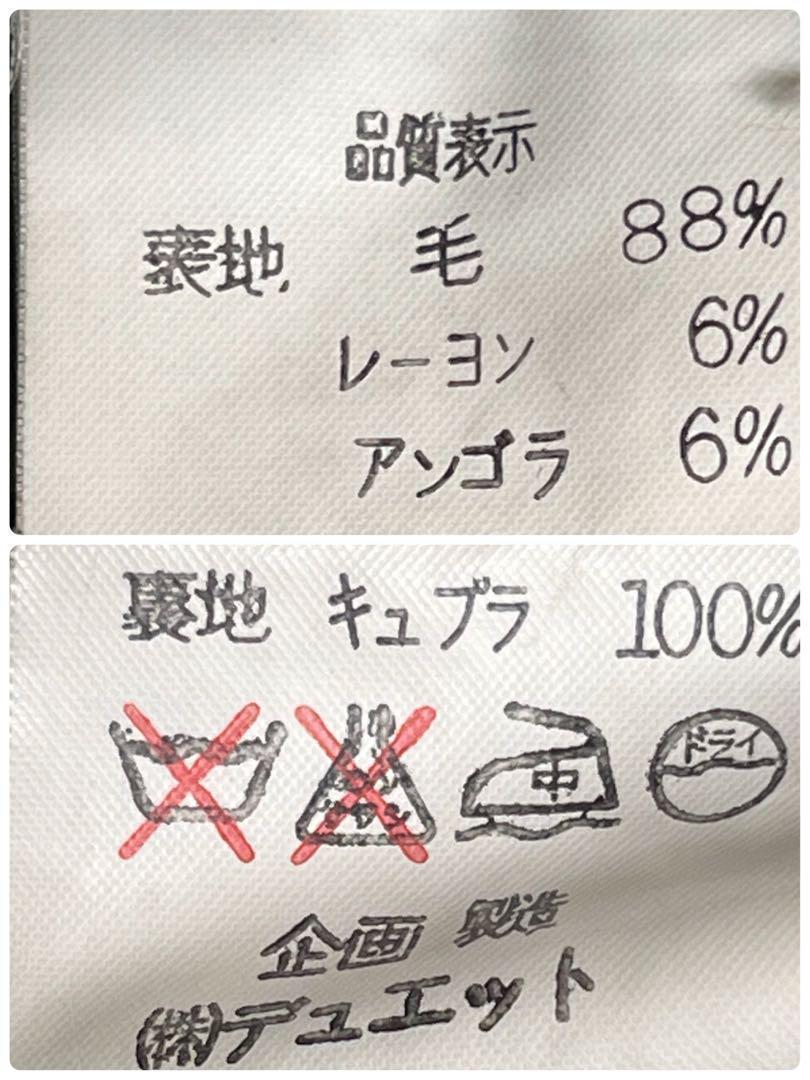 品質表示
表地 毛 88%
レーヨン 6%
アンゴラ 6%
裏地 キュプラ 100%
中 ドライ
企画 製造
(株)デュエット